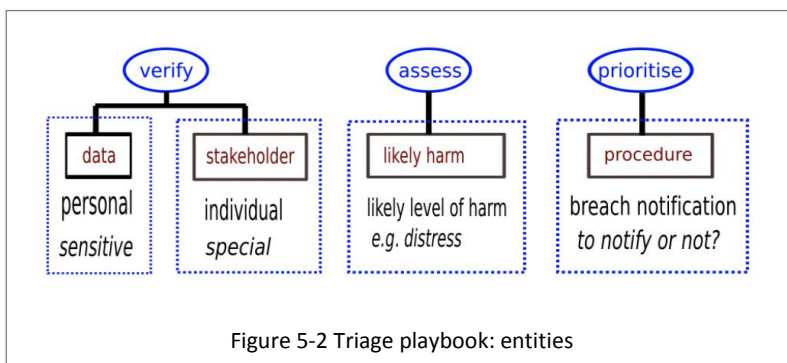 verify
assess
prioritise
data
stakeholder
likely harm
procedure
personal
sensitive
individual
special
likely level of harm
e.g. distress
breach notification
to notify or not?
Figure 5-2 Triage playbook: entities